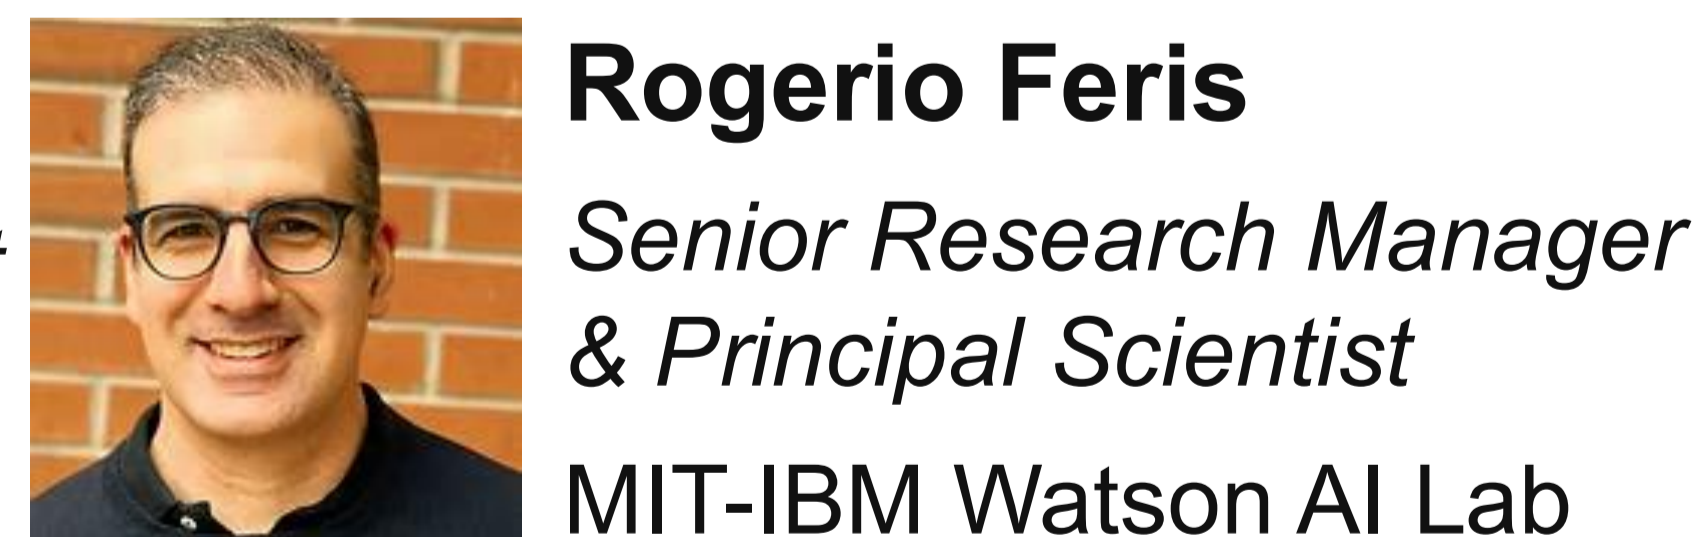 Rogerio Feris
Senior Research Manager
& Principal Scientist
MIT-IBM Watson AI Lab